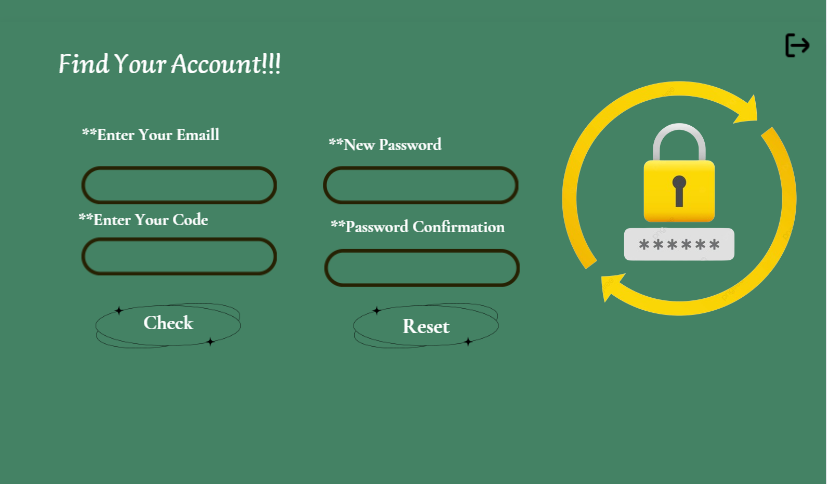 Find Your Account!!!
**Enter Your Emaill
**Enter Your Code
Check
**New Password
**Password Confirmation
Reset
******